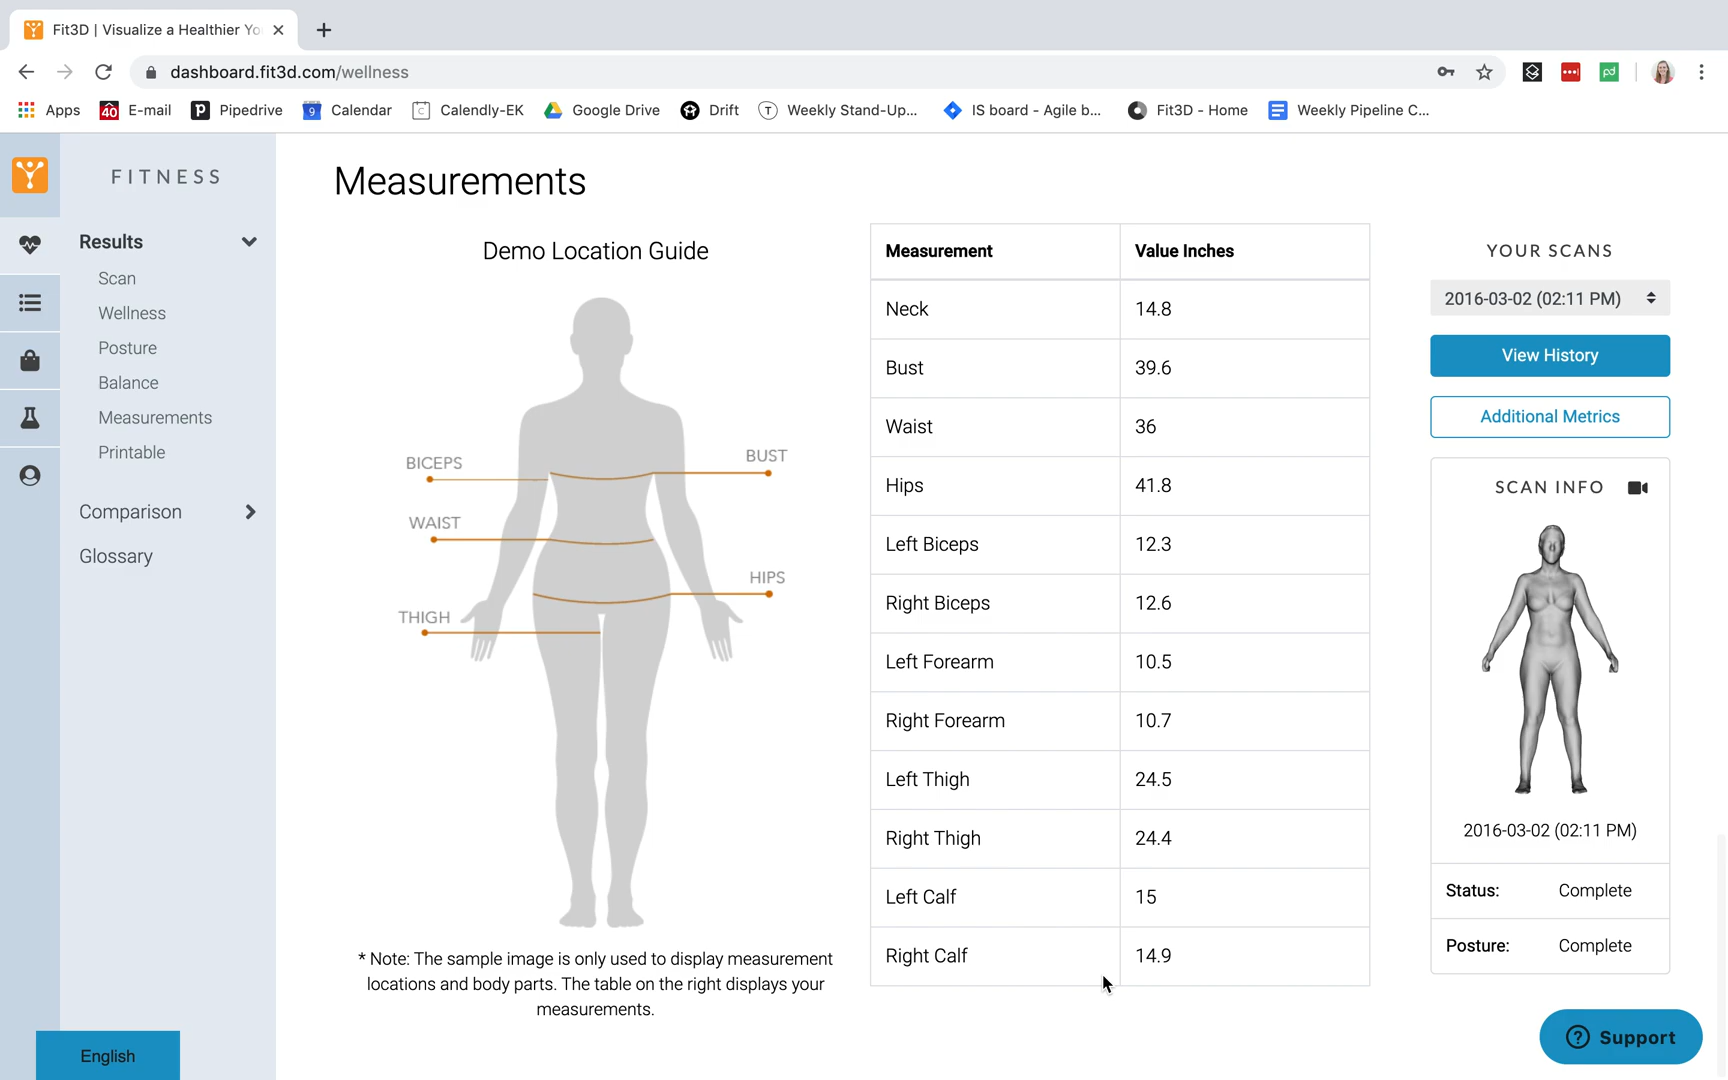 Fit3D | Visualize a Healthier Yo
dashboard.fit3d.com/wellness
Apps
40
E-mail
Pipedrive
9
Calendar
Calendly-EK
Google Drive
Drift
T
Weekly Stand-Up...
IS board - Agile b...
Fit3D - Home
Weekly Pipeline C...
pd
FITNESS
Results
Scan
Wellness
Posture
Balance
Measurements
Printable
Comparison
Glossary
English
Measurements
Demo Location Guide
BICEPS
BUST
WAIST
HIPS
THIGH
* Note: The sample image is only used to display measurement
locations and body parts. The table on the right displays your
measurements.
Measurement Value Inches
Neck 14.8
Bust 39.6
Waist 36
Hips 41.8
Left Biceps 12.3
Right Biceps 12.6
Left Forearm 10.5
Right Forearm 10.7
Left Thigh 24.5
Right Thigh 24.4
Left Calf 15
Right Calf 14.9
YOUR SCANS
2016-03-02 (02:11 PM)
View History
Additional Metrics
SCAN INFO
2016-03-02 (02:11 PM)
Status: Complete
Posture: Complete
Support